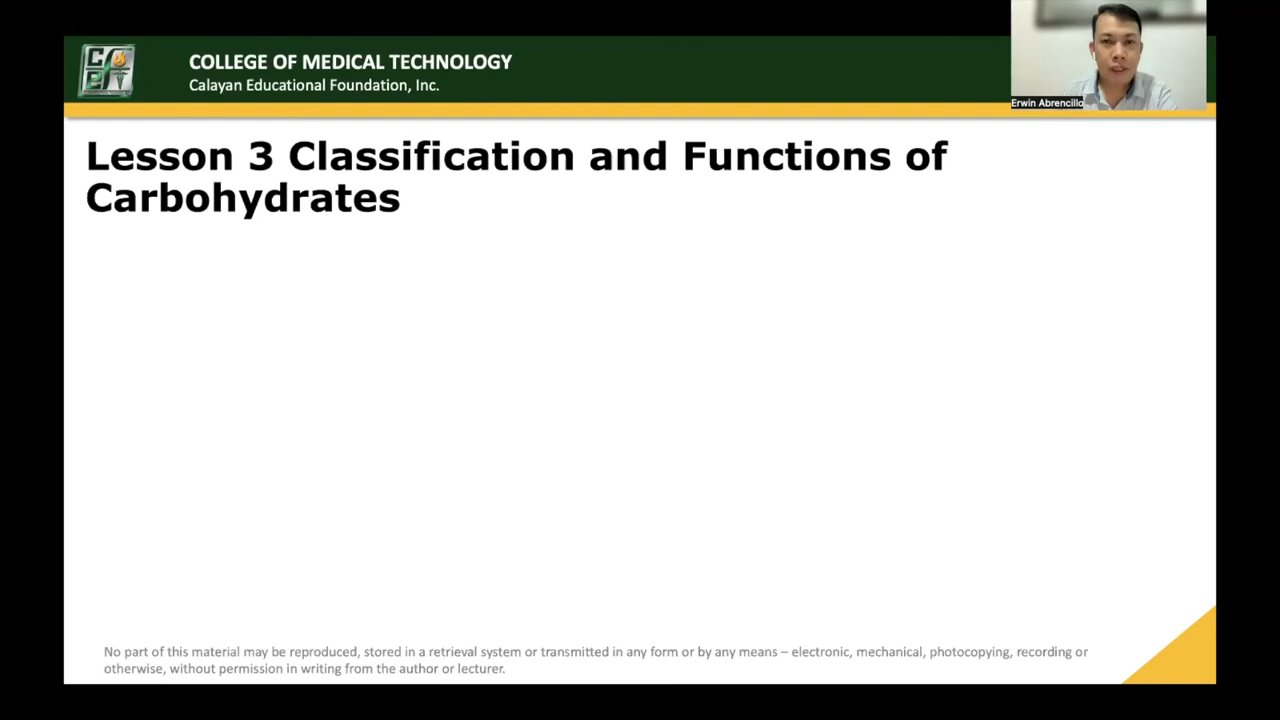 COLLEGE OF MEDICAL TECHNOLOGY
Calayan Educational Foundation, Inc.
Erwin Abrencillo
Lesson 3 Classification and Functions of
Carbohydrates
No part of this material may be reproduced, stored in a retrieval system or transmitted in any form or by any means – electronic, mechanical, photocopying, recording or
otherwise, without permission in writing from the author or lecturer.